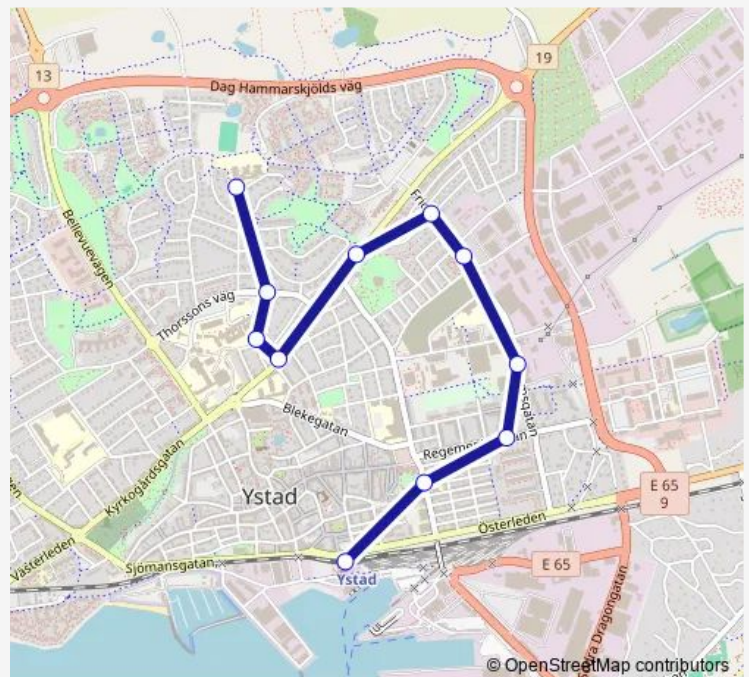 19
13
Dag Hammarskjölds väg
Bellevuevägen
Thorssons väg
Blekegatan
Kyrkogårdsgatan
Ystad
E 65
9
Österleden
Västerleden
Sjömansgatan
Ystad
E 65
© OpenStreetMap contributors